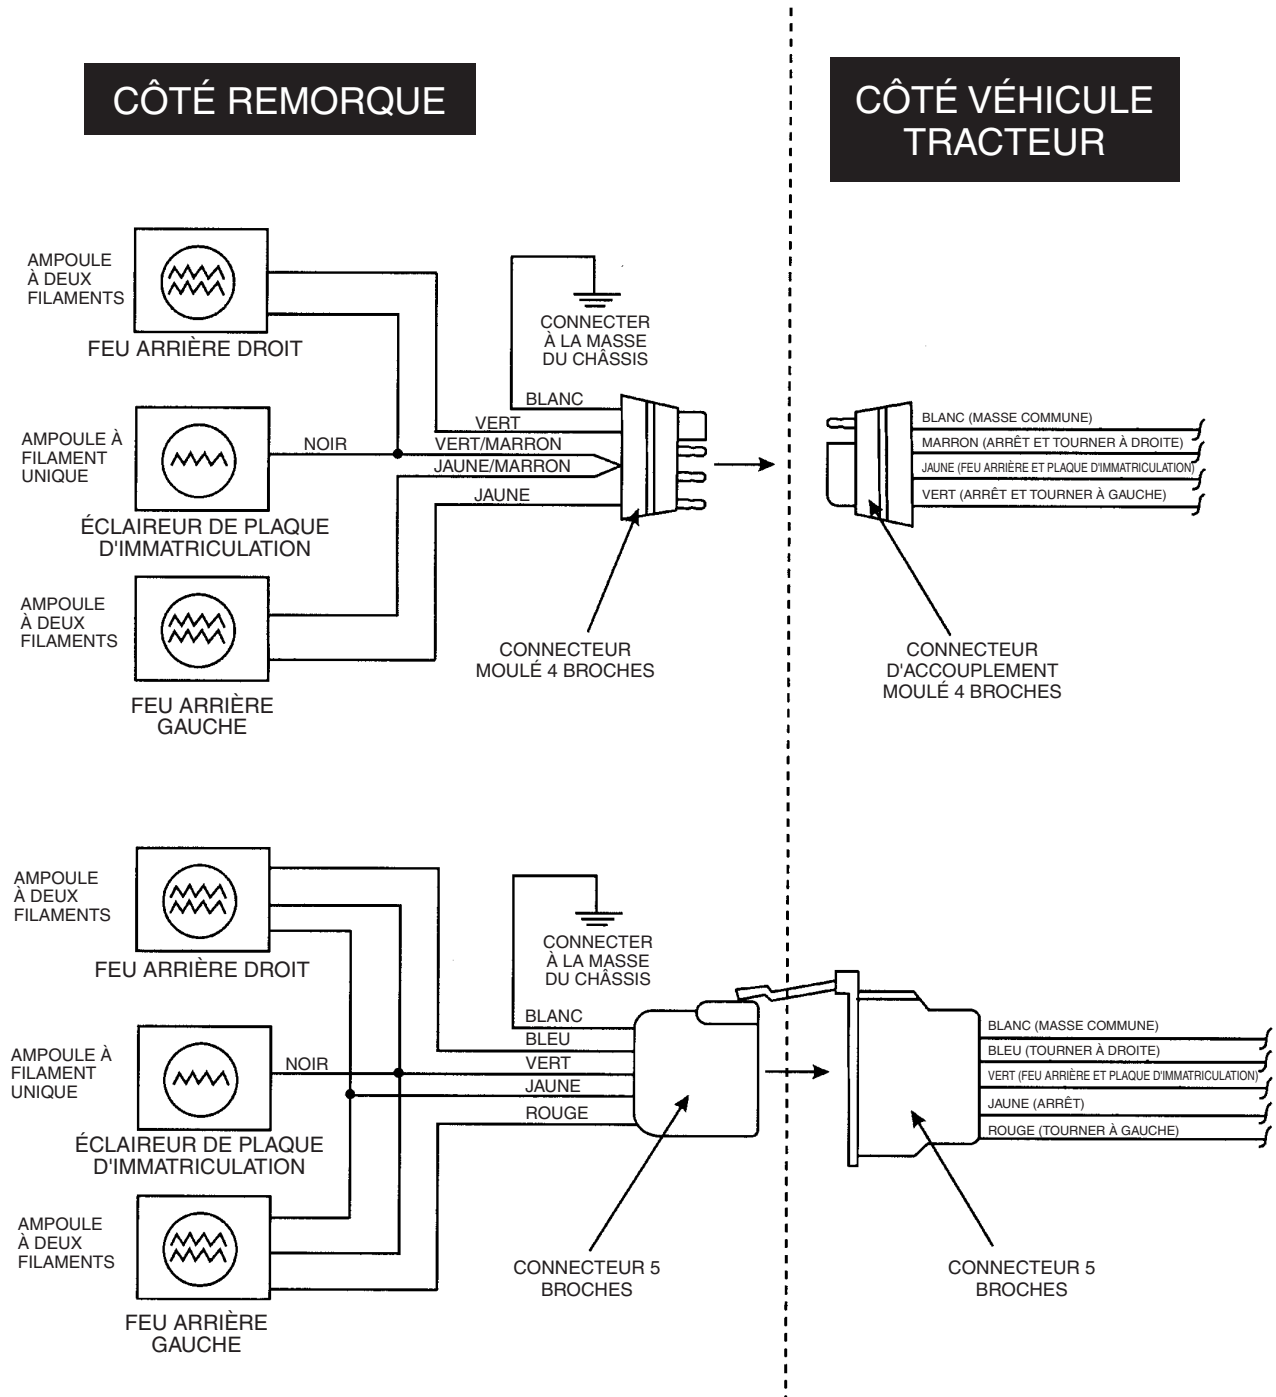 CÔTÉ REMORQUE
CÔTÉ VÉHICULE
TRACTEUR
AMPOULE
À DEUX
FILAMENTS
FEU ARRIÈRE DROIT
CONNECTER
À LA MASSE
DU CHÂSSIS
BLANC
VERT
VERT/MARRON
JAUNE/MARRON
JAUNE
NOIR
AMPOULE À
FILAMENT
UNIQUE
ÉCLAIREUR DE PLAQUE
D'IMMATRICULATION
AMPOULE
À DEUX
FILAMENTS
FEU ARRIÈRE
GAUCHE
CONNECTEUR
MOULÉ 4 BROCHES
BLANC (MASSE COMMUNE)
MARRON (ARRÊT ET TOURNER À DROITE)
JAUNE (FEU ARRIÈRE ET PLAQUE D'IMMATRICULATION)
VERT (ARRÊT ET TOURNER À GAUCHE)
CONNECTEUR
D'ACCOUPLEMENT
MOULÉ 4 BROCHES
AMPOULE
À DEUX
FILAMENTS
FEU ARRIÈRE DROIT
CONNECTER
À LA MASSE
DU CHÂSSIS
BLANC
BLEU
VERT
JAUNE
ROUGE
NOIR
AMPOULE À
FILAMENT
UNIQUE
ÉCLAIREUR DE PLAQUE
D'IMMATRICULATION
AMPOULE
À DEUX
FILAMENTS
FEU ARRIÈRE
GAUCHE
CONNECTEUR 5
BROCHES
BLANC (MASSE COMMUNE)
BLEU (TOURNER À DROITE)
VERT (FEU ARRIÈRE ET PLAQUE D'IMMATRICULATION)
JAUNE (ARRÊT)
ROUGE (TOURNER À GAUCHE)
CONNECTEUR 5
BROCHES